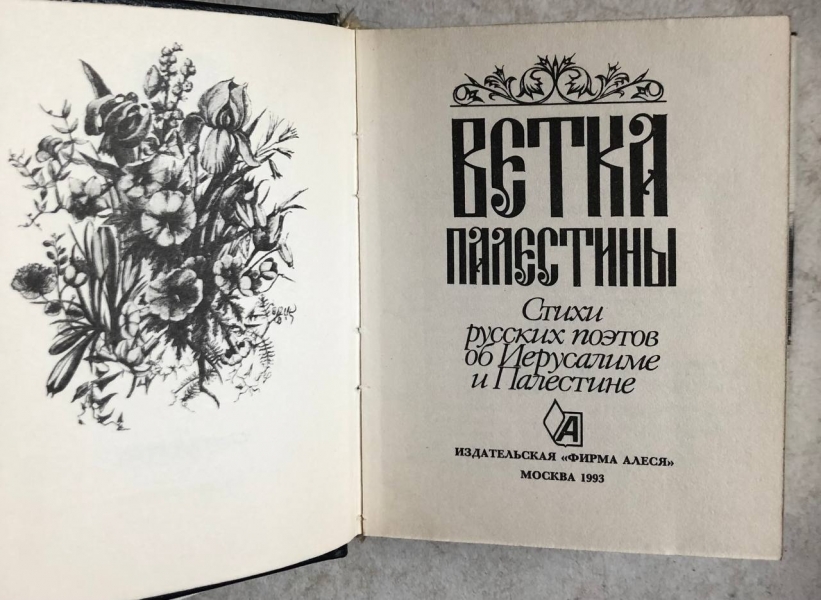 ВЕТКА
ПАЛЕСТИНЫ
Стихи
русских поэтов
об Иерусалиме
и Палестине
А
ИЗДАТЕЛЬСКАЯ «ФИРМА АЛЕСЯ»
МОСКВА 1993